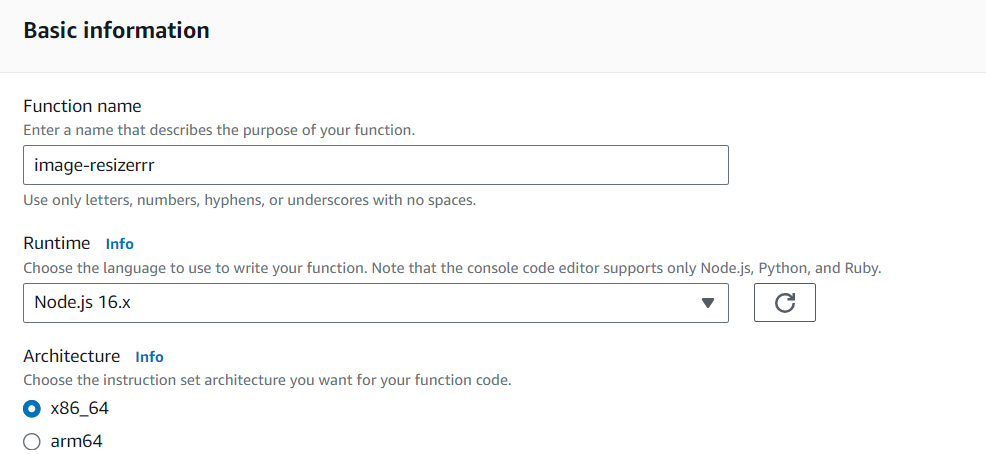 Basic information
Function name
Enter a name that describes the purpose of your function.
image-resizerrr
Use only letters, numbers, hyphens, or underscores with no spaces.
Runtime Info
Choose the language to use to write your function. Note that the console code editor supports only Node.js, Python, and Ruby.
Node.js 16.x
Architecture Info
Choose the instruction set architecture you want for your function code.
x86_64
arm64